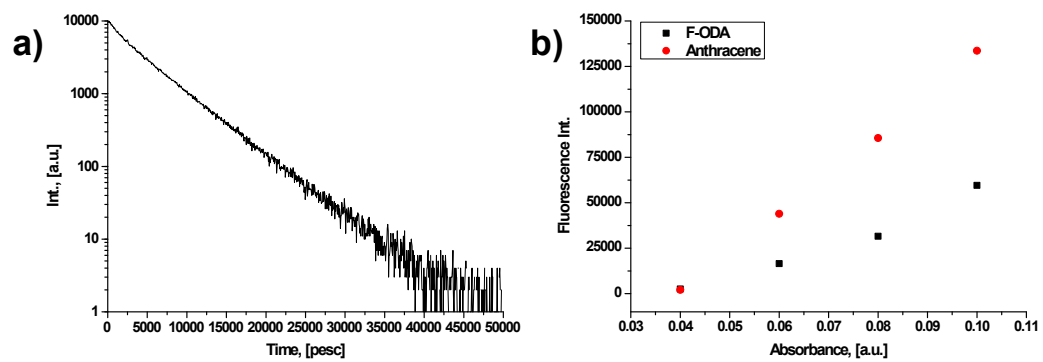 a)
10000
1000
100
10
1
Int., [a.u.]
0 5000 10000 15000 20000 25000 30000 35000 40000 45000 50000
Time, [pesc]
b)
150000
125000
100000
75000
50000
25000
0
Fluorescence Int.
F-ODA
Anthracene
0.03 0.04 0.05 0.06 0.07 0.08 0.09 0.10 0.11
Absorbance, [a.u.]